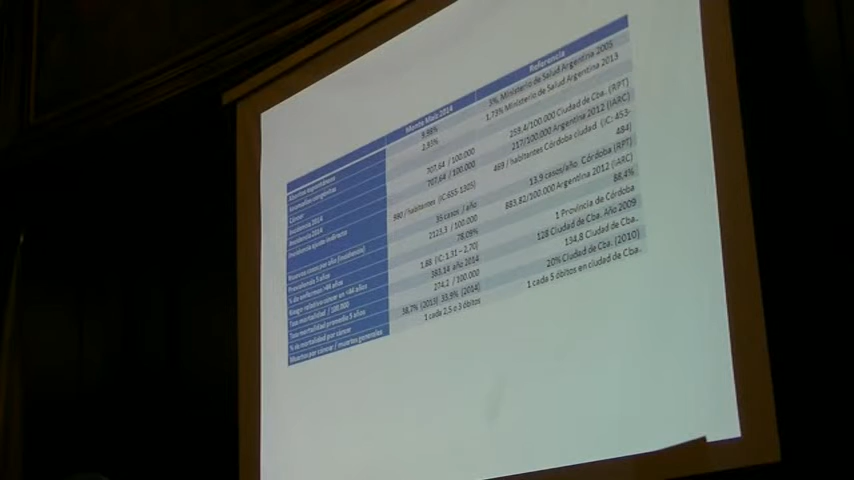 Monte Maíz 2014 Referencia
Abortos espontáneos 9.98% 3%, Ministerio de Salud Argentina 2005
Anomalías congénitas 2,93% 1.73% Ministerio de Salud Argentina 2013
Cáncer
Incidencia 2014 707,64 / 100.000 259,4/100.000 Ciudad de Cba. (RPT)
Incidencia 2014 707,64 / 100.000 217/100.000 Argentina 2012 (IARC)
Incidencia ajuste indirecto 980 / habitantes (IC:655-1305) 469 / habitantes Córdoba ciudad (IC: 453-484)
Nuevos casos por año (incidencia) 35 casos / año 13,9 casos/año Córdoba (RPT)
Prevalencia 5 años 2123,3 / 100.000 883,82/100.000 Argentina 2012 (IARC)
% de enfermos >44 años 78.09% 88.4%
Riesgo relativo cáncer en <44 años 1,88 (IC: 1.31 – 2,70) 1 Provincia de Córdoba
Tasa mortalidad / 100.000 383,14 año 2014 128 Ciudad de Cba. Año 2009
Tasa mortalidad promedio 5 años 274,2 / 100.000 134,8 Ciudad de Cba.
% de mortalidad por cáncer 38,7% (2013) 33,9% (2014) 20% Ciudad de Cba. (2010)
Muertes por cáncer / muertes generales 1 cada 2,5 o 3 óbitos 1 cada 5 óbitos en ciudad de Cba.